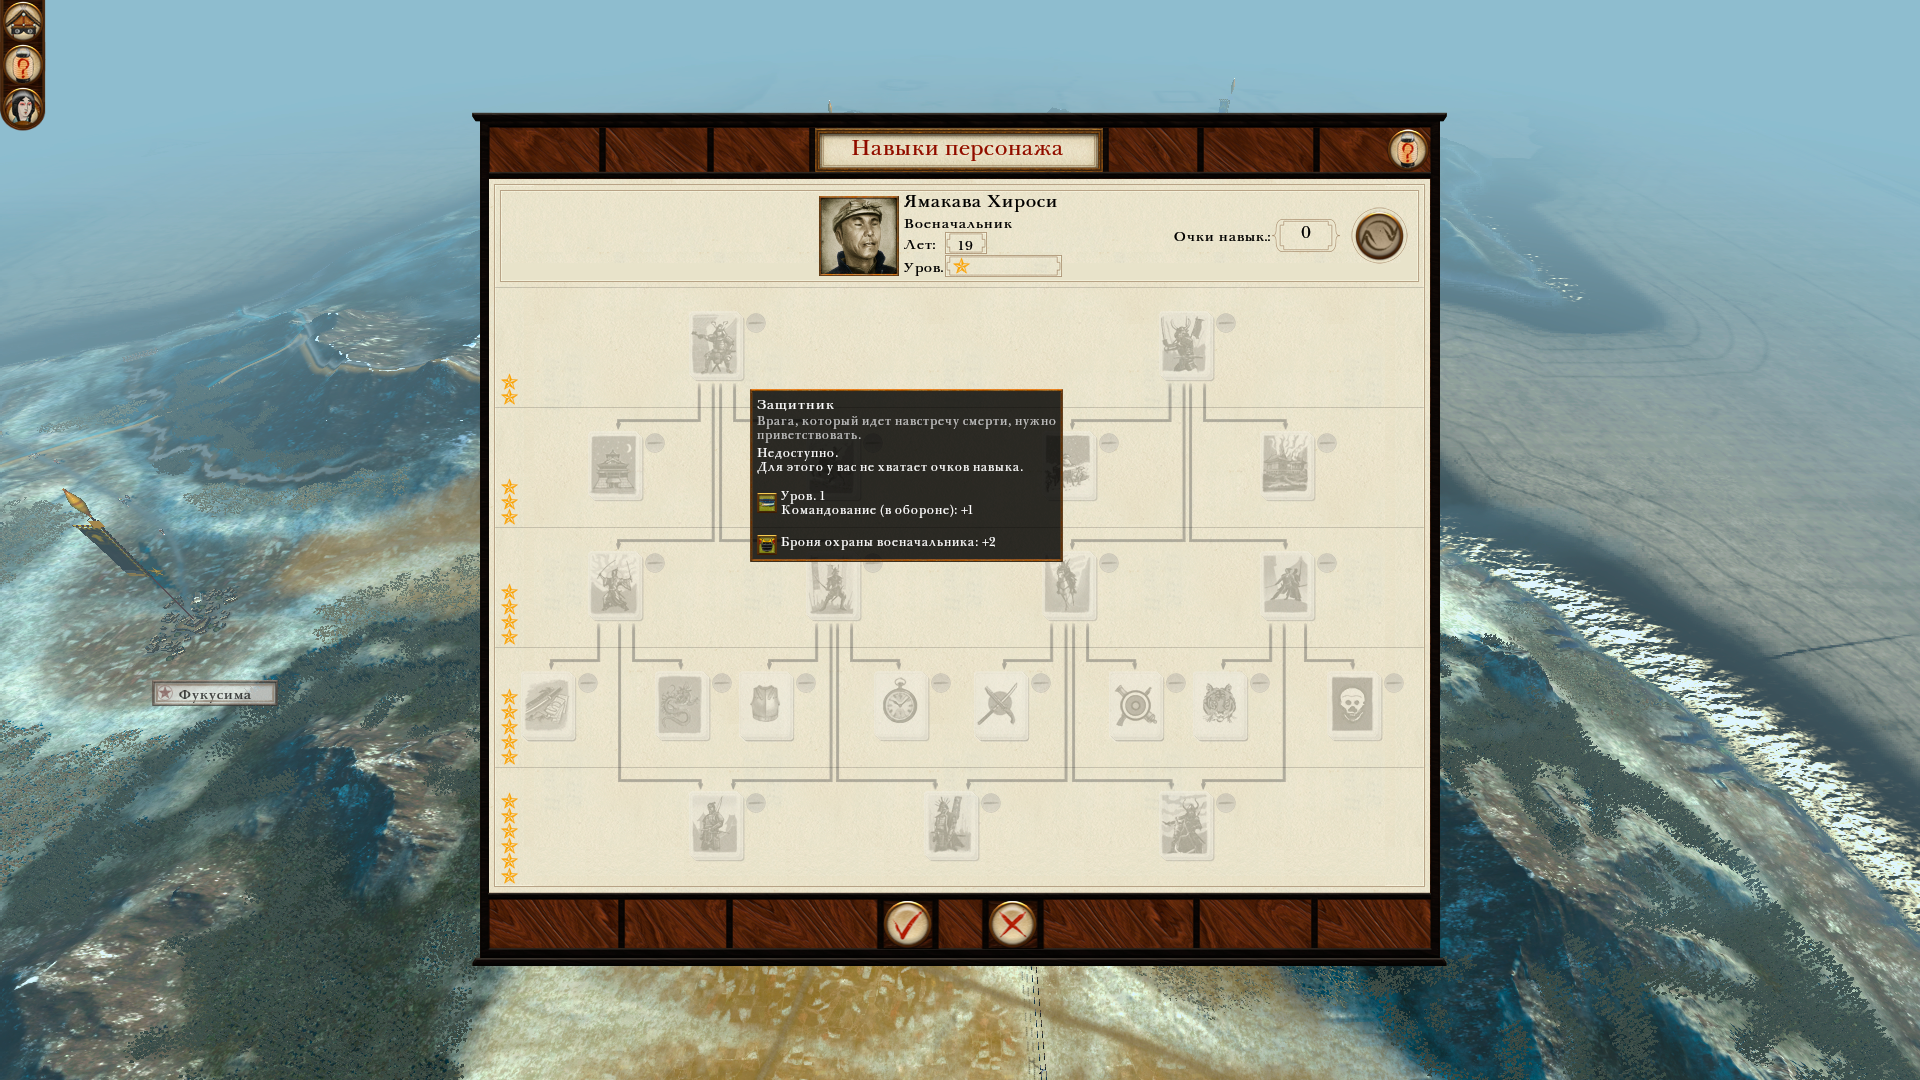 Навыки персонажа
Ямакава Хироси
Военачальник
Лет: 19
Уров.
Очки навык.: 0
Защитник
Врага, который идет навстречу смерти, нужно
приветствовать.
Недоступно.
Для этого у вас не хватает очков навыка.
Уров. 1
Командование (в обороне): +1
Броня охраны военачальника: +2
Фукусима